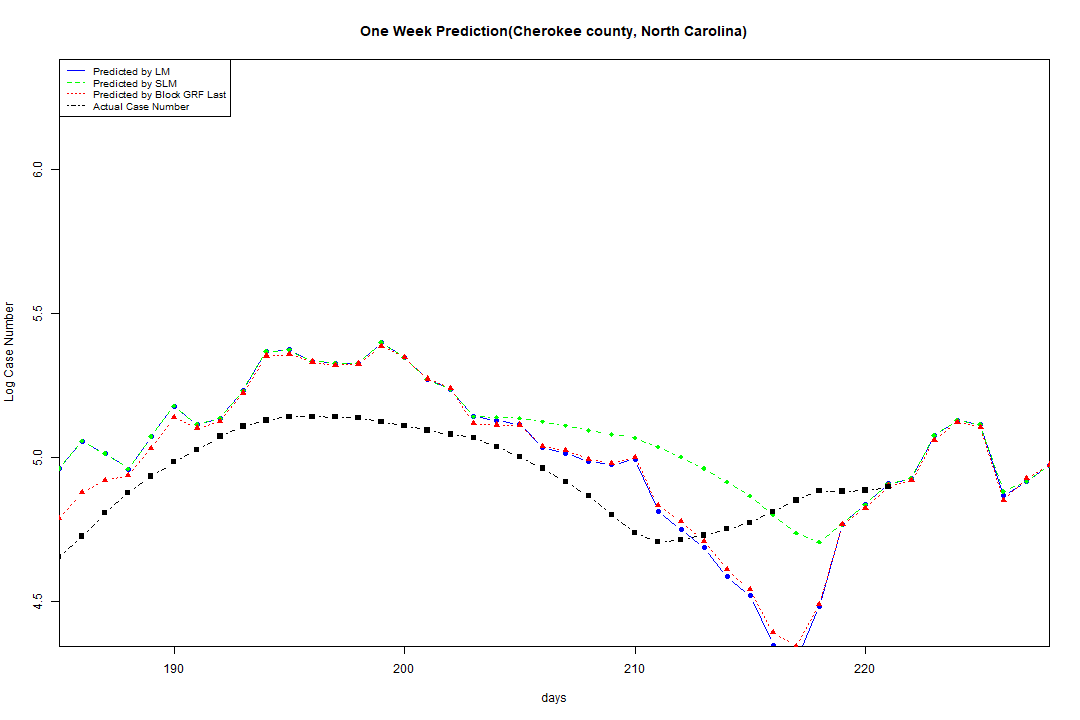 One Week Prediction(Cherokee county, North Carolina)
Predicted by LM
Predicted by SLM
Predicted by Block GRF Last
Actual Case Number
6.0
5.5
5.0
4.5
Log Case Number
190 200 210 220
days